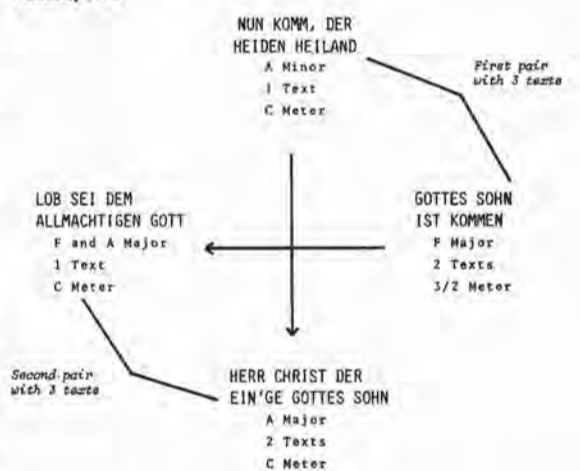 NUN KOMM, DER
HEIDEN HEILAND
A Minor
1 Text
C Meter
First pair
with 3 texts
LOB SEI DEM
ALLMACHTIGEN GOTT
F and A Major
1 Text
C Meter
GOTTES SOHN
IST KOMMEN
F Major
2 Texts
3/2 Meter
Second pair
with 3 texts
HERR CHRIST DER
EIN'GE GOTTES SOHN
A Major
2 Texts
C Meter